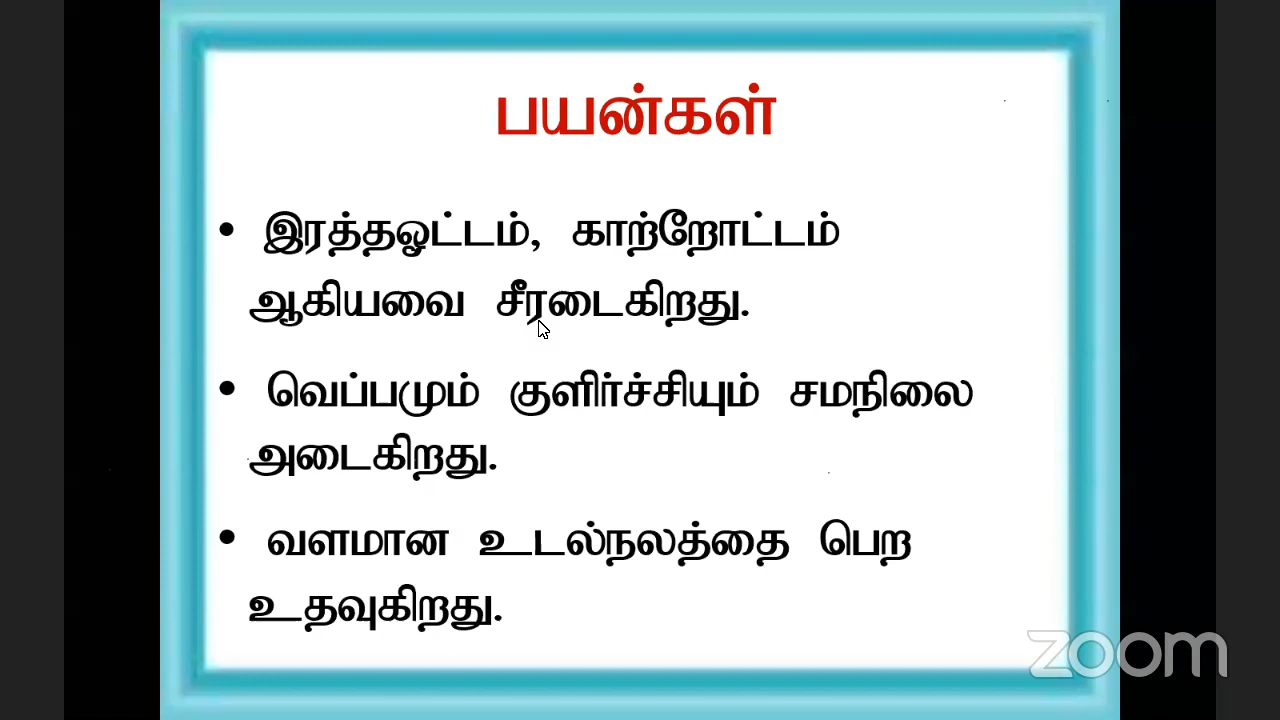 பயன்கள்
• இரத்தஓட்டம், காற்றோட்டம்
ஆகியவை சீரடைகிறது.
• வெப்பமும் குளிர்ச்சியும் சமநிலை
அடைகிறது.
• வளமான உடல்நலத்தை பெற
உதவுகிறது.
zoom